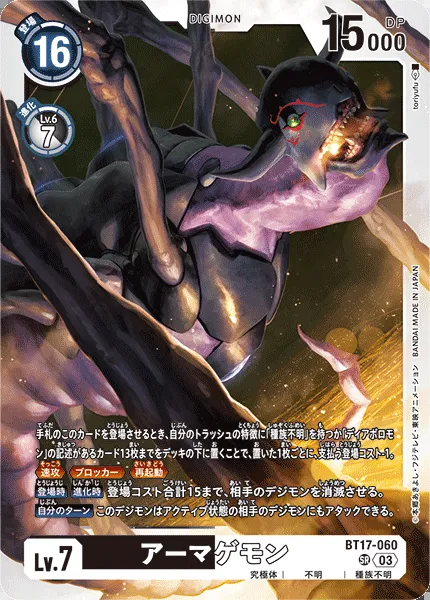 登場
16
DIGIMON
DP
15000
進化
Lv.6
7
toriyufu
©本郷あきよし・フジテレビ・東映アニメーション BANDAI MADE IN JAPAN
手札のこのカードを登場させるとき、自分のトラッシュの特徴に「種族不明」を持つか「ディアボロモ
ン」の記述があるカード13枚までをデッキの下に置くことで、置いた1枚ごとに、支払う登場コスト-1。
速攻 ブロッカー 再起動
登場時 進化時 登場コスト合計15まで、相手のデジモンを消滅させる。
自分のターン このデジモンはアクティブ状態の相手のデジモンにもアタックできる。
Lv.7
アーマゲモン
BT17-060
SR 03
究極体 | 不明 | 種族不明